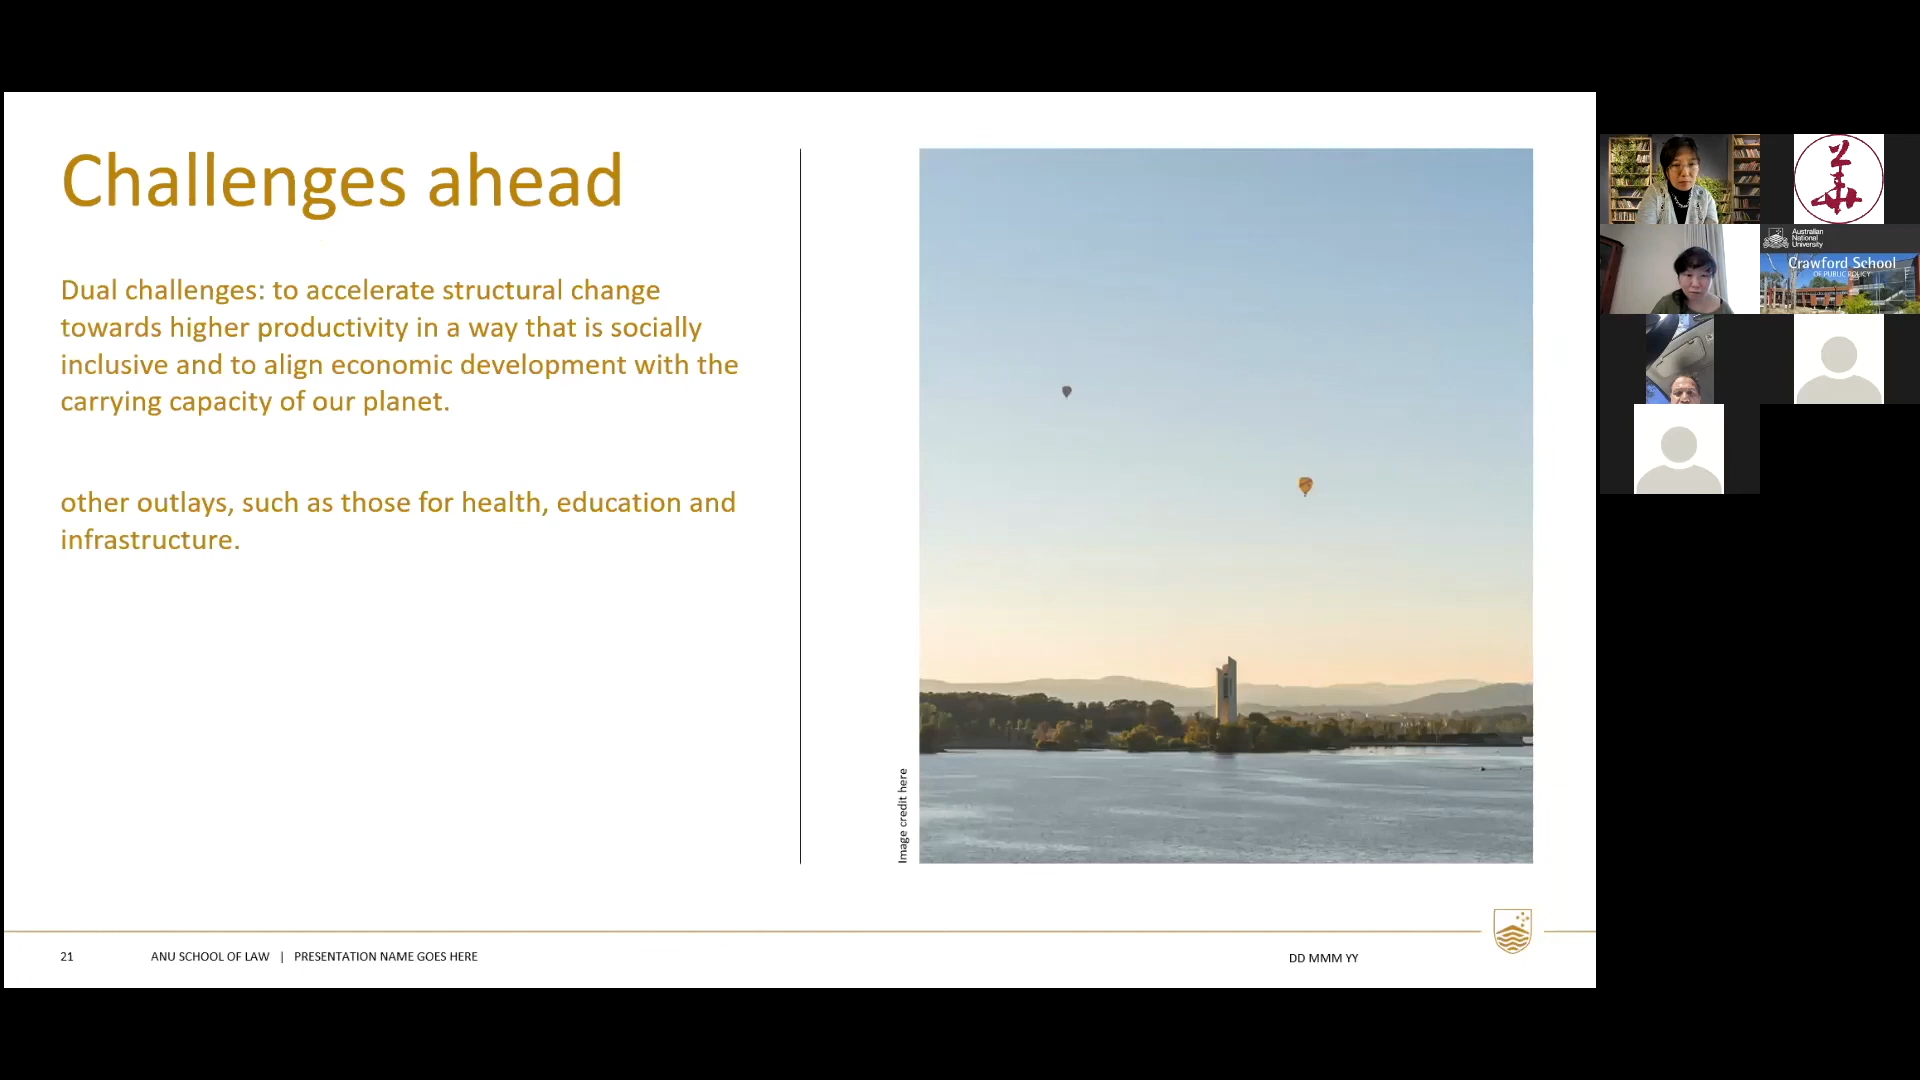 Challenges ahead
Dual challenges: to accelerate structural change
towards higher productivity in a way that is socially
inclusive and to align economic development with the
carrying capacity of our planet.
other outlays, such as those for health, education and
infrastructure.
Image credit here
21 ANU SCHOOL OF LAW | PRESENTATION NAME GOES HERE
DD MMM YY
Australian
National
University
Crawford School
OF PUBLIC POLICY